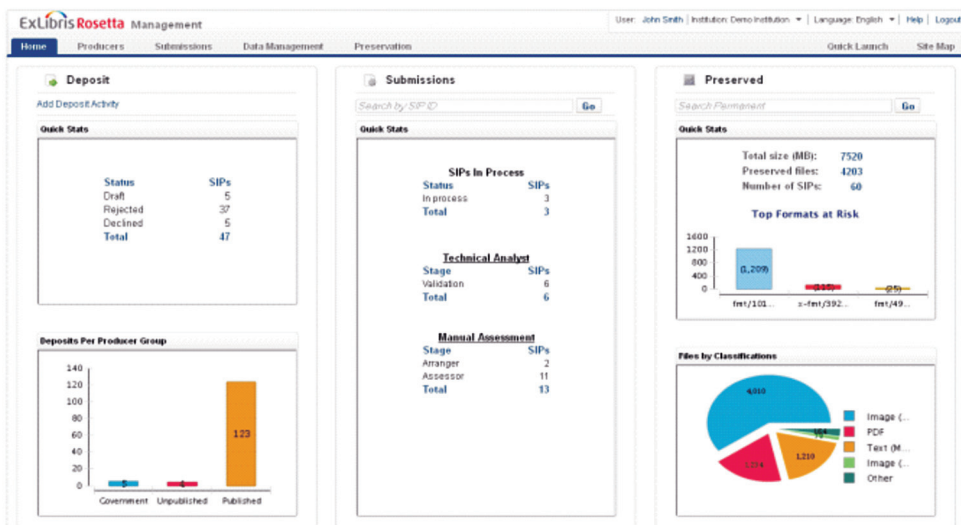 ExLibris Rosetta Management
User: John Smith | Institution: Demo Institution | Language: English | Help | Logout
Home Producers Submissions Data Management Preservation Quick Launch Site Map
Deposit
Add Deposit Activity
Quick Stats
Status SIPs
Draft 5
Rejected 37
Declined 5
Total 47
Deposits Per Producer Group
140
120
100
80
60
40
20
0
5
123
Government Unpublished Published
Submissions
Search by SIP ID Go
Quick Stats
SIPs In Process
Status SIPs
In process 3
Total 3
Technical Analyst
Stage SIPs
Validation 6
Total 6
Manual Assessment
Stage SIPs
Arranger 2
Assessor 11
Total 13
Preserved
Search Permanent Go
Quick Stats
Total size (MB): 7520
Preserved files: 4203
Number of SIPs: 60
Top Formats at Risk
1600
1200
800
400
0
(1,209)
(25)
fmt/101... x-fmt/392... fmt/49...
Files by Classifications
4,010
1,210
Image (...
PDF
Text (M...
Image (...
Other